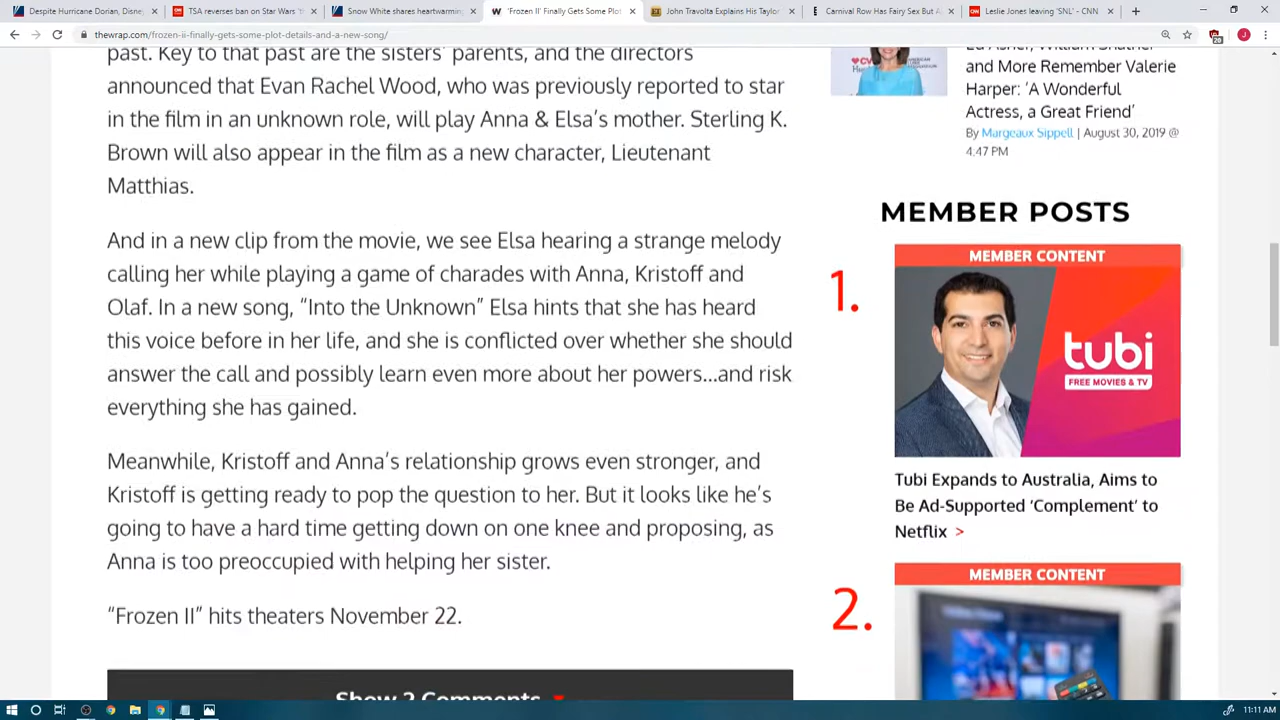 Despite Hurricane Dorian, Disney
TSA reverses ban on Star Wars 't
Snow White shares heartwarming
'Frozen II' Finally Gets Some Plot
John Travolta Explains His Taylor
Carnival Row Has Fairy Sex But A
Leslie Jones leaving 'SNL' - CNN
thewrap.com/frozen-ii-finally-gets-some-plot-details-and-a-new-song/
past. Key to that past are the sisters' parents, and the directors
announced that Evan Rachel Wood, who was previously reported to star
in the film in an unknown role, will play Anna & Elsa's mother. Sterling K.
Brown will also appear in the film as a new character, Lieutenant
Matthias.
And in a new clip from the movie, we see Elsa hearing a strange melody
calling her while playing a game of charades with Anna, Kristoff and
Olaf. In a new song, “Into the Unknown” Elsa hints that she has heard
this voice before in her life, and she is conflicted over whether she should
answer the call and possibly learn even more about her powers…and risk
everything she has gained.
Meanwhile, Kristoff and Anna's relationship grows even stronger, and
Kristoff is getting ready to pop the question to her. But it looks like he's
going to have a hard time getting down on one knee and proposing, as
Anna is too preoccupied with helping her sister.
“Frozen II” hits theaters November 22.
Show 2 Comments
Ed Asner, William Shatner
and More Remember Valerie
Harper: 'A Wonderful
Actress, a Great Friend'
By Margeaux Sippell | August 30, 2019 @
4:47 PM
MEMBER POSTS
MEMBER CONTENT
1.
tubi
FREE MOVIES & TV
Tubi Expands to Australia, Aims to
Be Ad-Supported 'Complement' to
Netflix >
MEMBER CONTENT
2.
11:11 AM